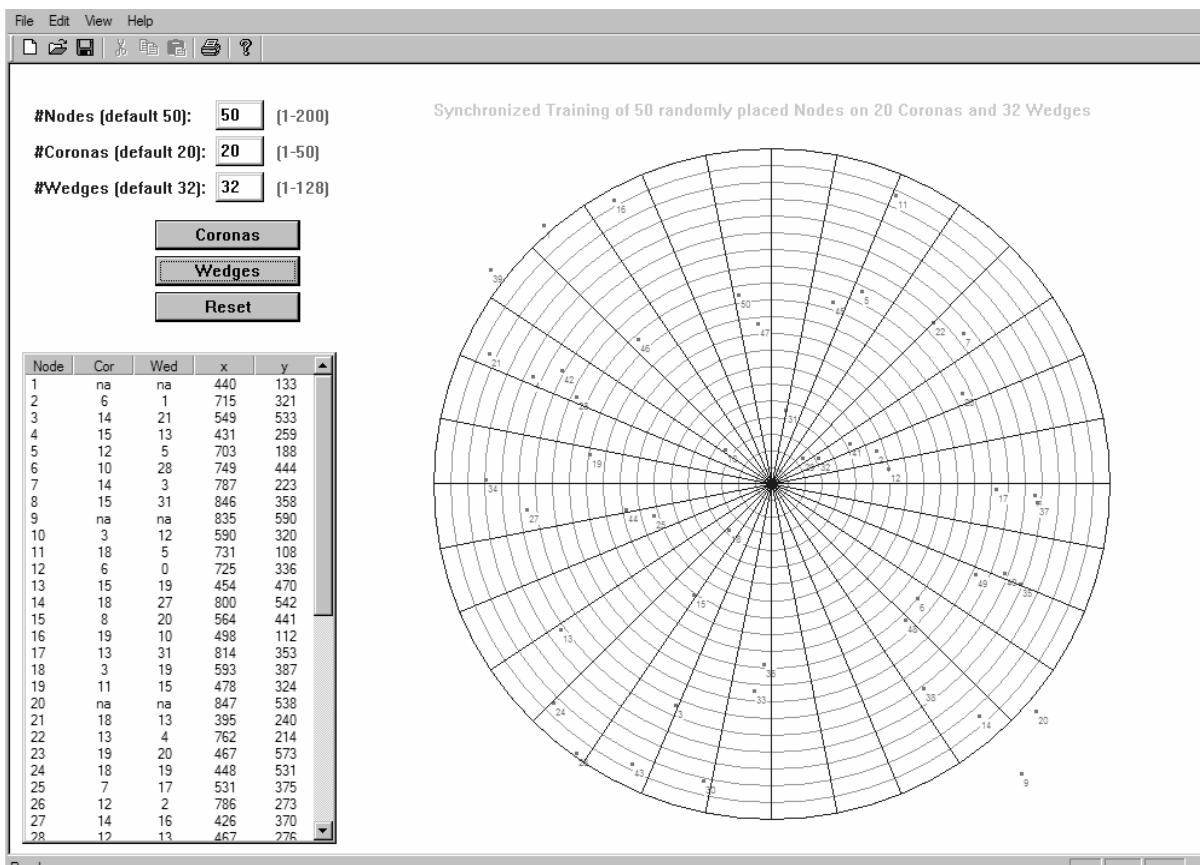 File Edit View Help
Synchronized Training of 50 randomly placed Nodes on 20 Coronas and 32 Wedges
#Nodes (default 50): 50 (1-200)
#Coronas (default 20): 20 (1-50)
#Wedges (default 32): 32 (1-128)
Coronas
Wedges
Reset
Node Cor Wed x y
1 na na 440 133
2 6 1 715 321
3 14 21 549 533
4 15 13 431 259
5 12 5 703 188
6 10 28 749 444
7 14 3 787 223
8 15 31 846 358
9 na na 835 590
10 3 12 590 320
11 18 5 731 108
12 6 0 725 336
13 15 19 454 470
14 18 27 800 542
15 8 20 564 441
16 19 10 498 112
17 13 31 814 353
18 3 19 593 387
19 11 15 478 324
20 na na 847 538
21 18 13 395 240
22 13 4 762 214
23 19 20 467 573
24 18 19 448 531
25 7 17 531 375
26 12 2 786 273
27 14 16 426 370
28 12 13 467 276
16
11
39
50
5
45
47
22
7
46
21
42
31
41
19
32
12
34
17
37
27
44
25
18
49
35
15
6
48
13
33
38
3
24
14
20
43
30
9